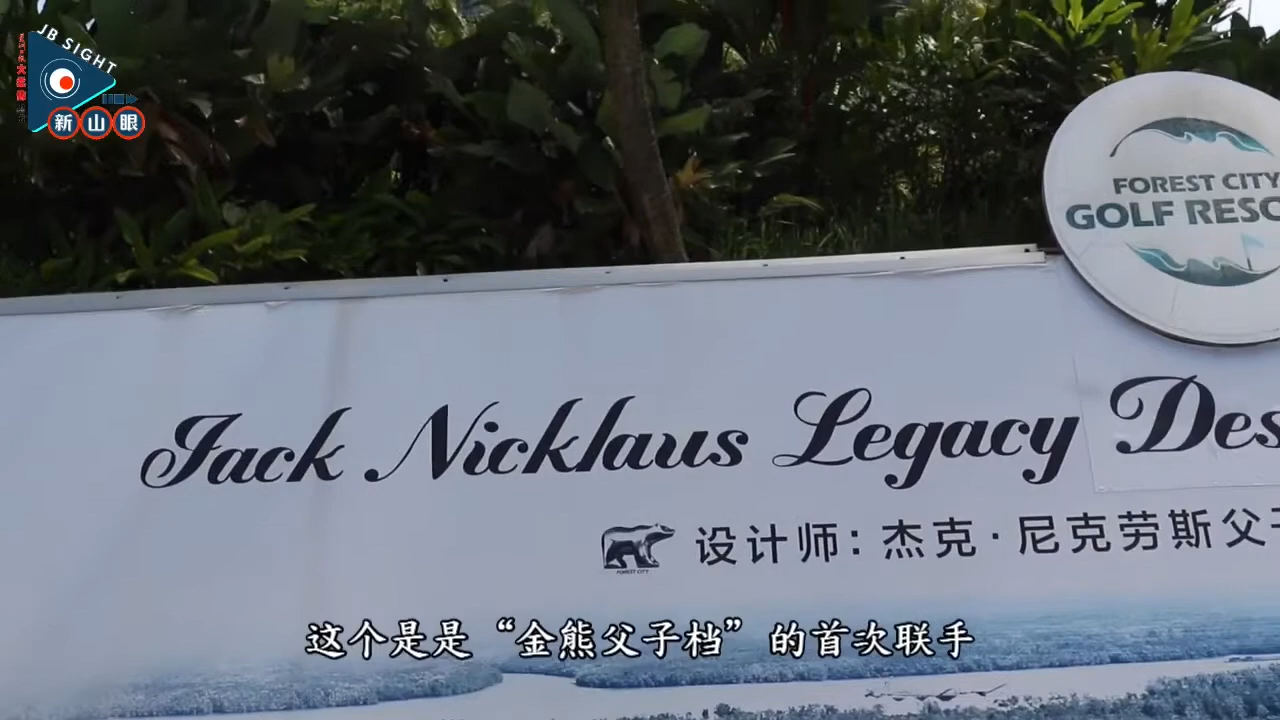 JB SIGHT
新山眼
FOREST CITY
GOLF RESO
Jack Nicklaus Legacy Des
FOREST CITY
设计师：杰克·尼克劳斯父子
这个是是“金熊父子档”的首次联手